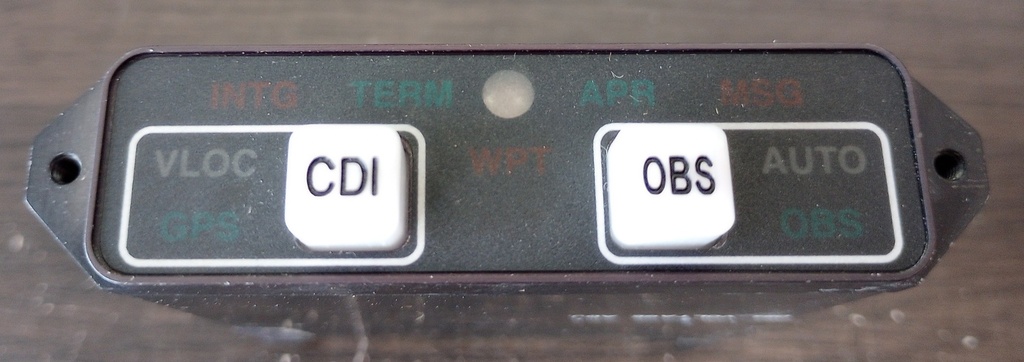 INTG TERM APR MSG
VLOC CDI WPT OBS AUTO
GPS OBS